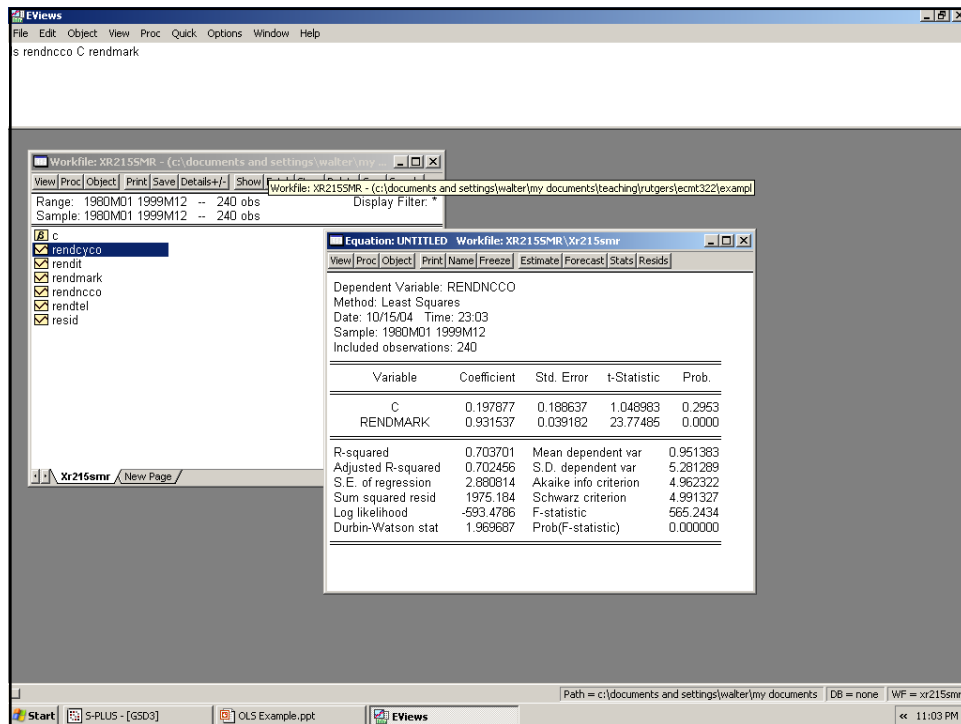 EViews
File Edit Object View Proc Quick Options Window Help
s rendncco C rendmark
Workfile: XR215SMR - (c:\documents and settings\walter\my ...
View Proc Object Print Save Details+/- Show
Workfile: XR215SMR - (c:\documents and settings\walter\my documents\teaching\rutgers\ecmt322\exampl
Range: 1980M01 1999M12 -- 240 obs Display Filter: *
Sample: 1980M01 1999M12 -- 240 obs
c
rendcyco
rendit
rendmark
rendncco
rendtel
resid
Xr215smr New Page
Equation: UNTITLED Workfile: XR215SMR\Xr215smr
View Proc Object Print Name Freeze Estimate Forecast Stats Resids
Dependent Variable: RENDNCCO
Method: Least Squares
Date: 10/15/04 Time: 23:03
Sample: 1980M01 1999M12
Included observations: 240
Variable Coefficient Std. Error t-Statistic Prob.
C 0.197877 0.188637 1.048983 0.2953
RENDMARK 0.931537 0.039182 23.77485 0.0000
R-squared 0.703701 Mean dependent var 0.951383
Adjusted R-squared 0.702456 S.D. dependent var 5.281289
S.E. of regression 2.880814 Akaike info criterion 4.962322
Sum squared resid 1975.184 Schwarz criterion 4.991327
Log likelihood -593.4786 F-statistic 565.2434
Durbin-Watson stat 1.969687 Prob(F-statistic) 0.000000
Path = c:\documents and settings\walter\my documents DB = none WF = xr215smr
Start S-PLUS - [GSD3] OLS Example.ppt EViews « 11:03 PM